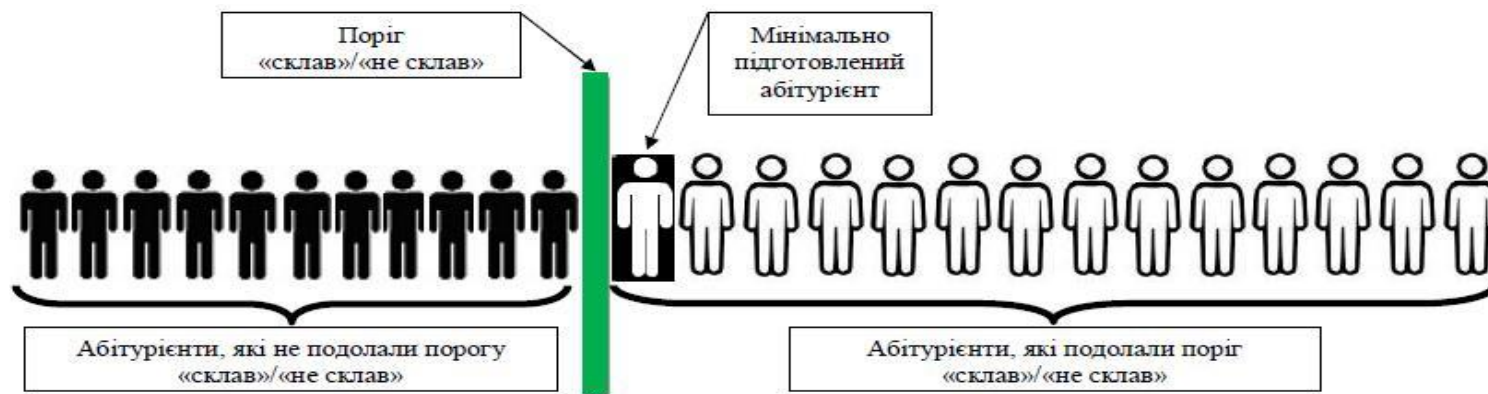 Поріг
«склав»/«не склав»
Мінімально
підготовлений
абітурієнт
Абітурієнти, які не подолали порогу
«склав»/«не склав»
Абітурієнти, які подолали поріг
«склав»/«не склав»